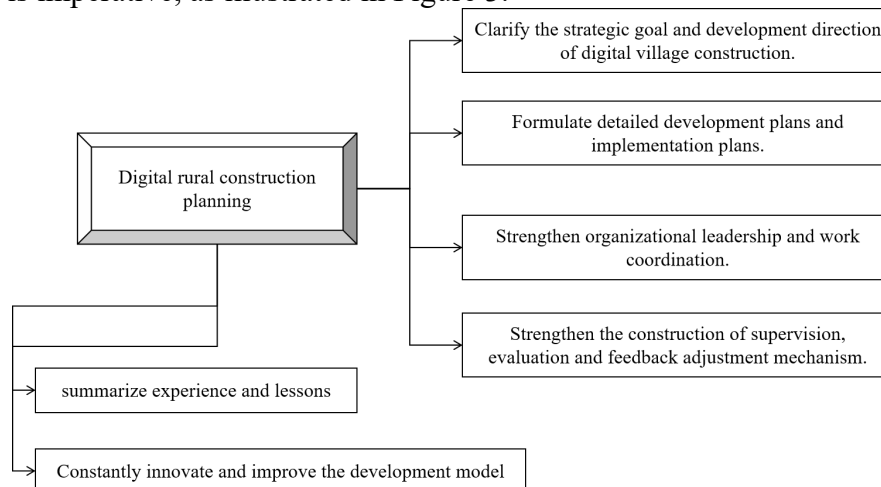 is imperative, as illustrated in Figure 3.
Clarify the strategic goal and development direction
of digital village construction.
Formulate detailed development plans and
implementation plans.
Digital rural construction
planning
Strengthen organizational leadership and work
coordination.
Strengthen the construction of supervision,
evaluation and feedback adjustment mechanism.
summarize experience and lessons
Constantly innovate and improve the development model